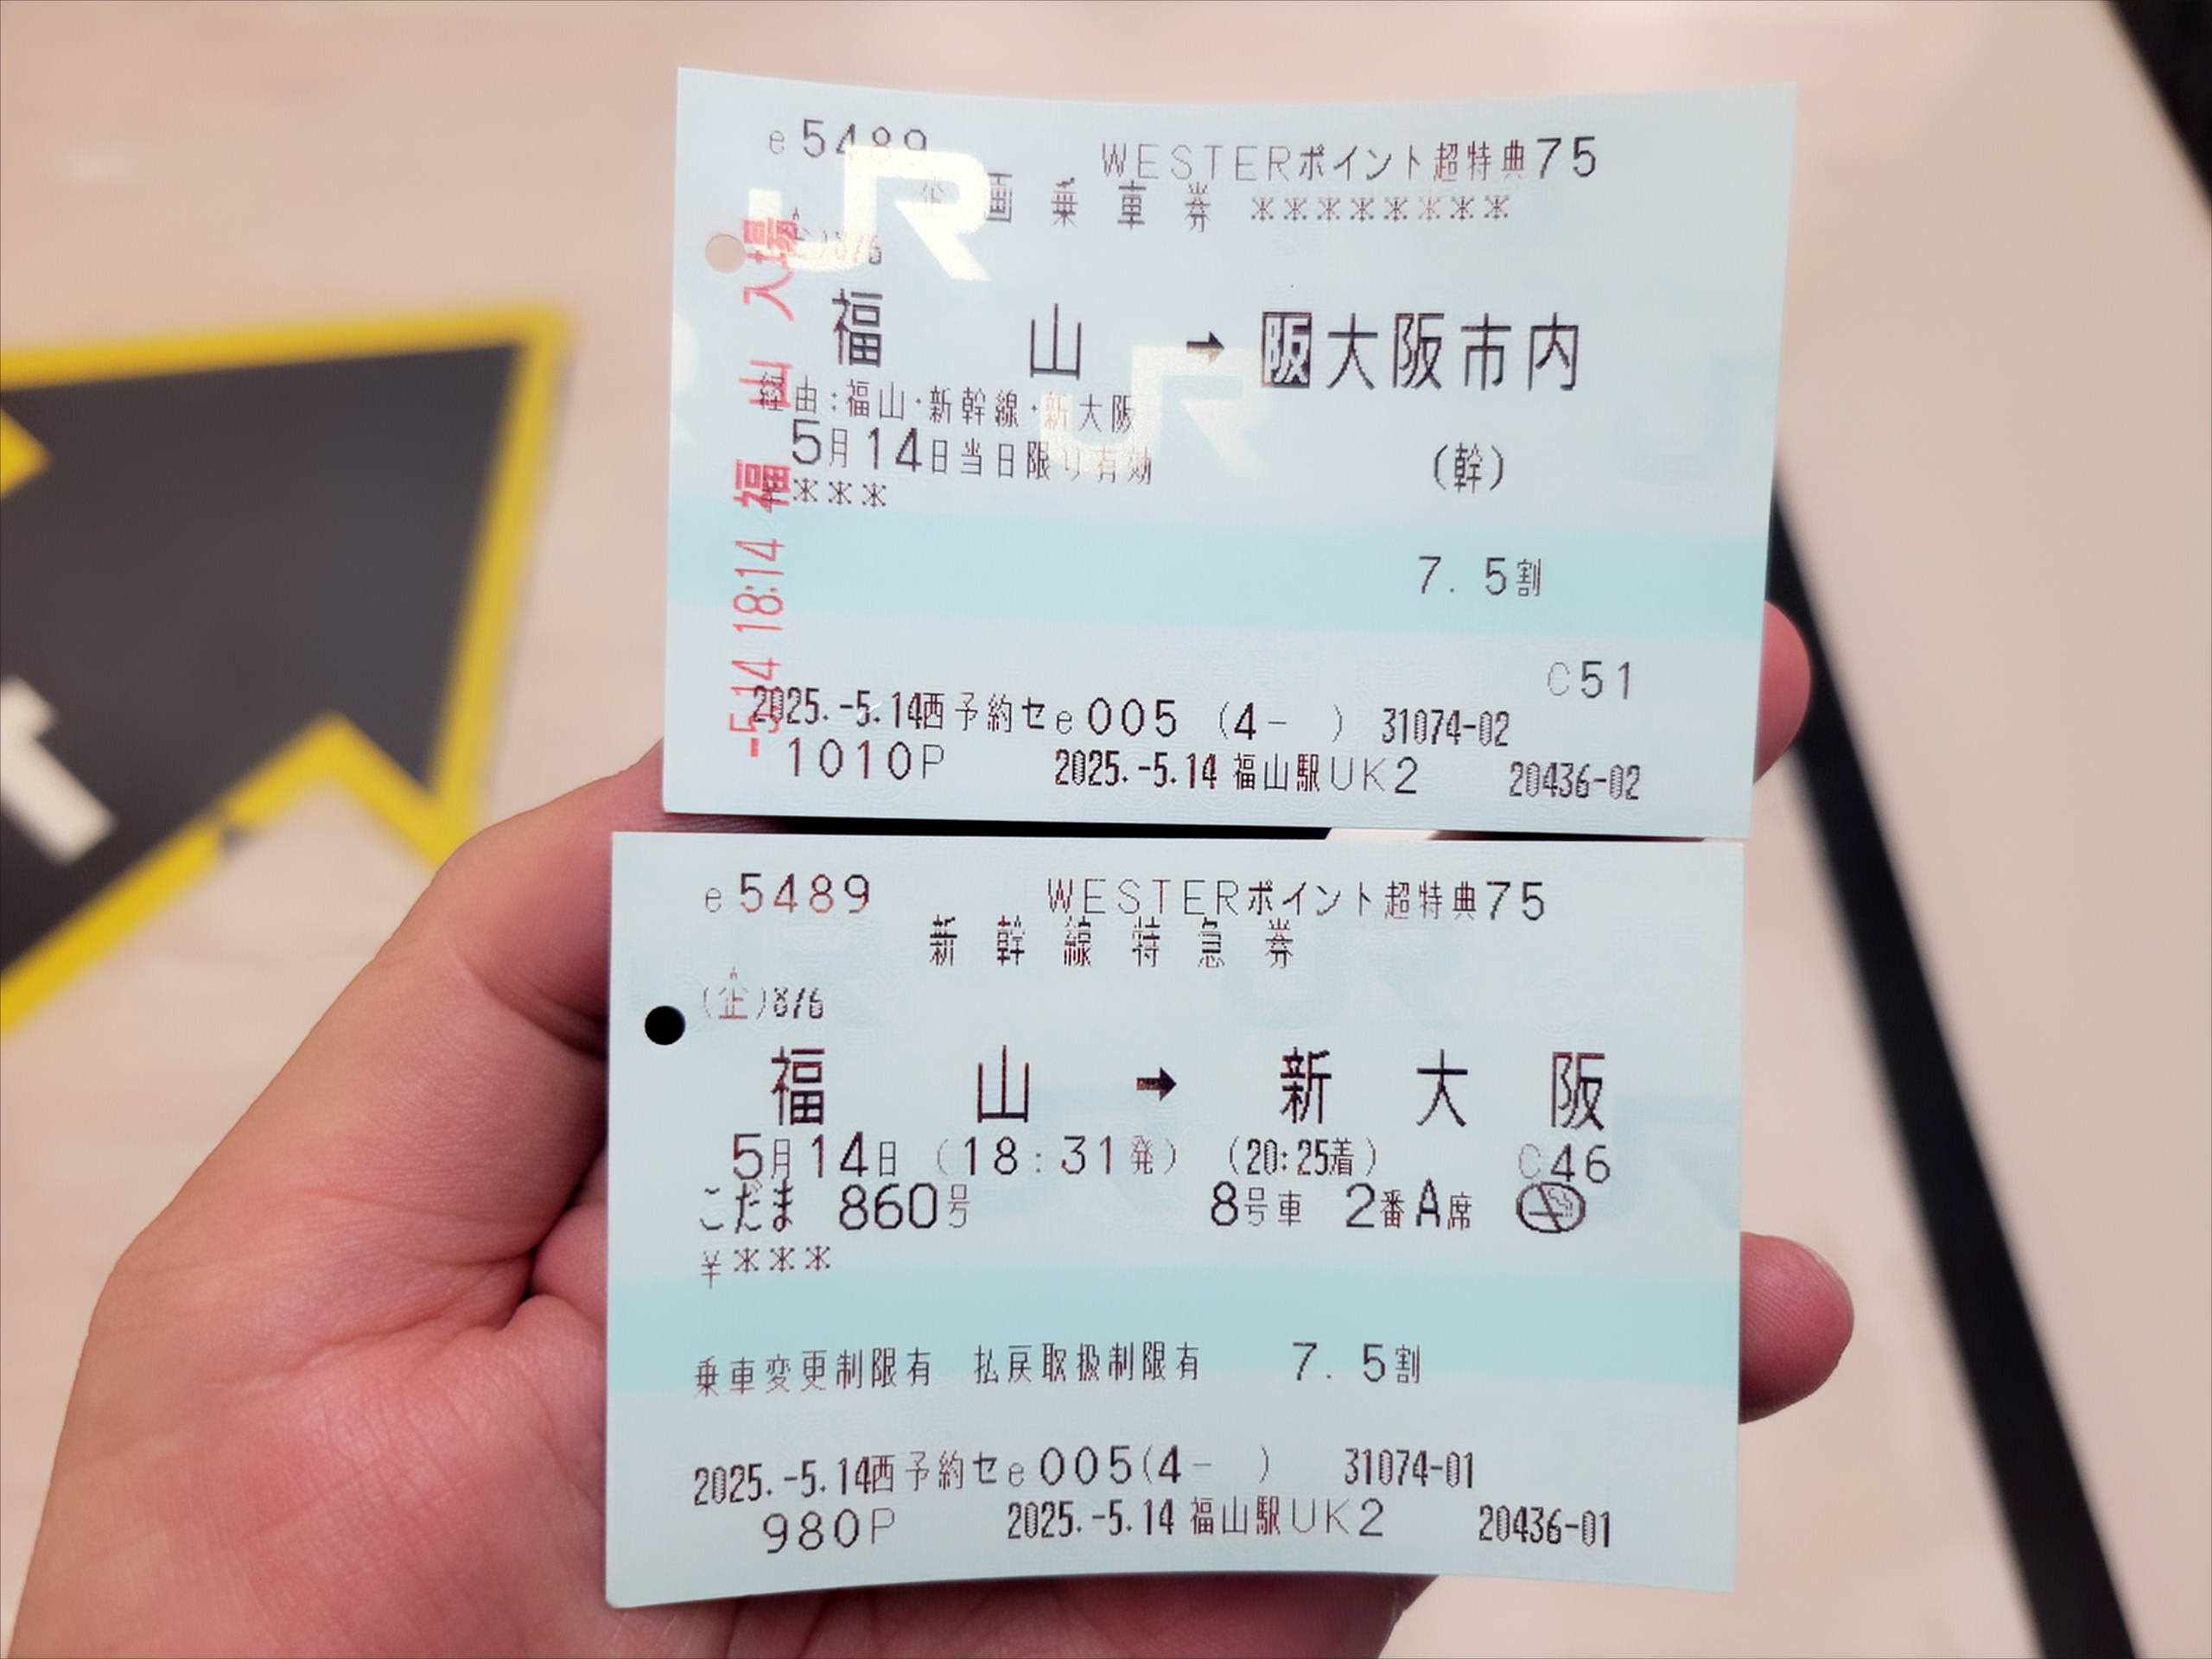 e5489 WESTERポイント超特典75
企画乗車券 ********
(企)8/6
福山 → 阪大阪市内
経由:福山・新幹線・新大阪
5月14日当日限り有効 (幹)
¥***
7.5割
C51
2025.-5.14西予約セe005 (4- ) 31074-02
1010P 2025.-5.14 福山駅UK2 20436-02
-5.14 18:14 福山 入場
JR
JR
e5489 WESTERポイント超特典75
新幹線特急券
(企)8/6
福山 → 新大阪
5月14日 (18:31発) (20:25着) C46
こだま 860号 8号車 2番A席
¥***
乗車変更制限有 払戻取扱制限有 7.5割
2025.-5.14西予約セe005(4- ) 31074-01
980P 2025.-5.14 福山駅UK2 20436-01